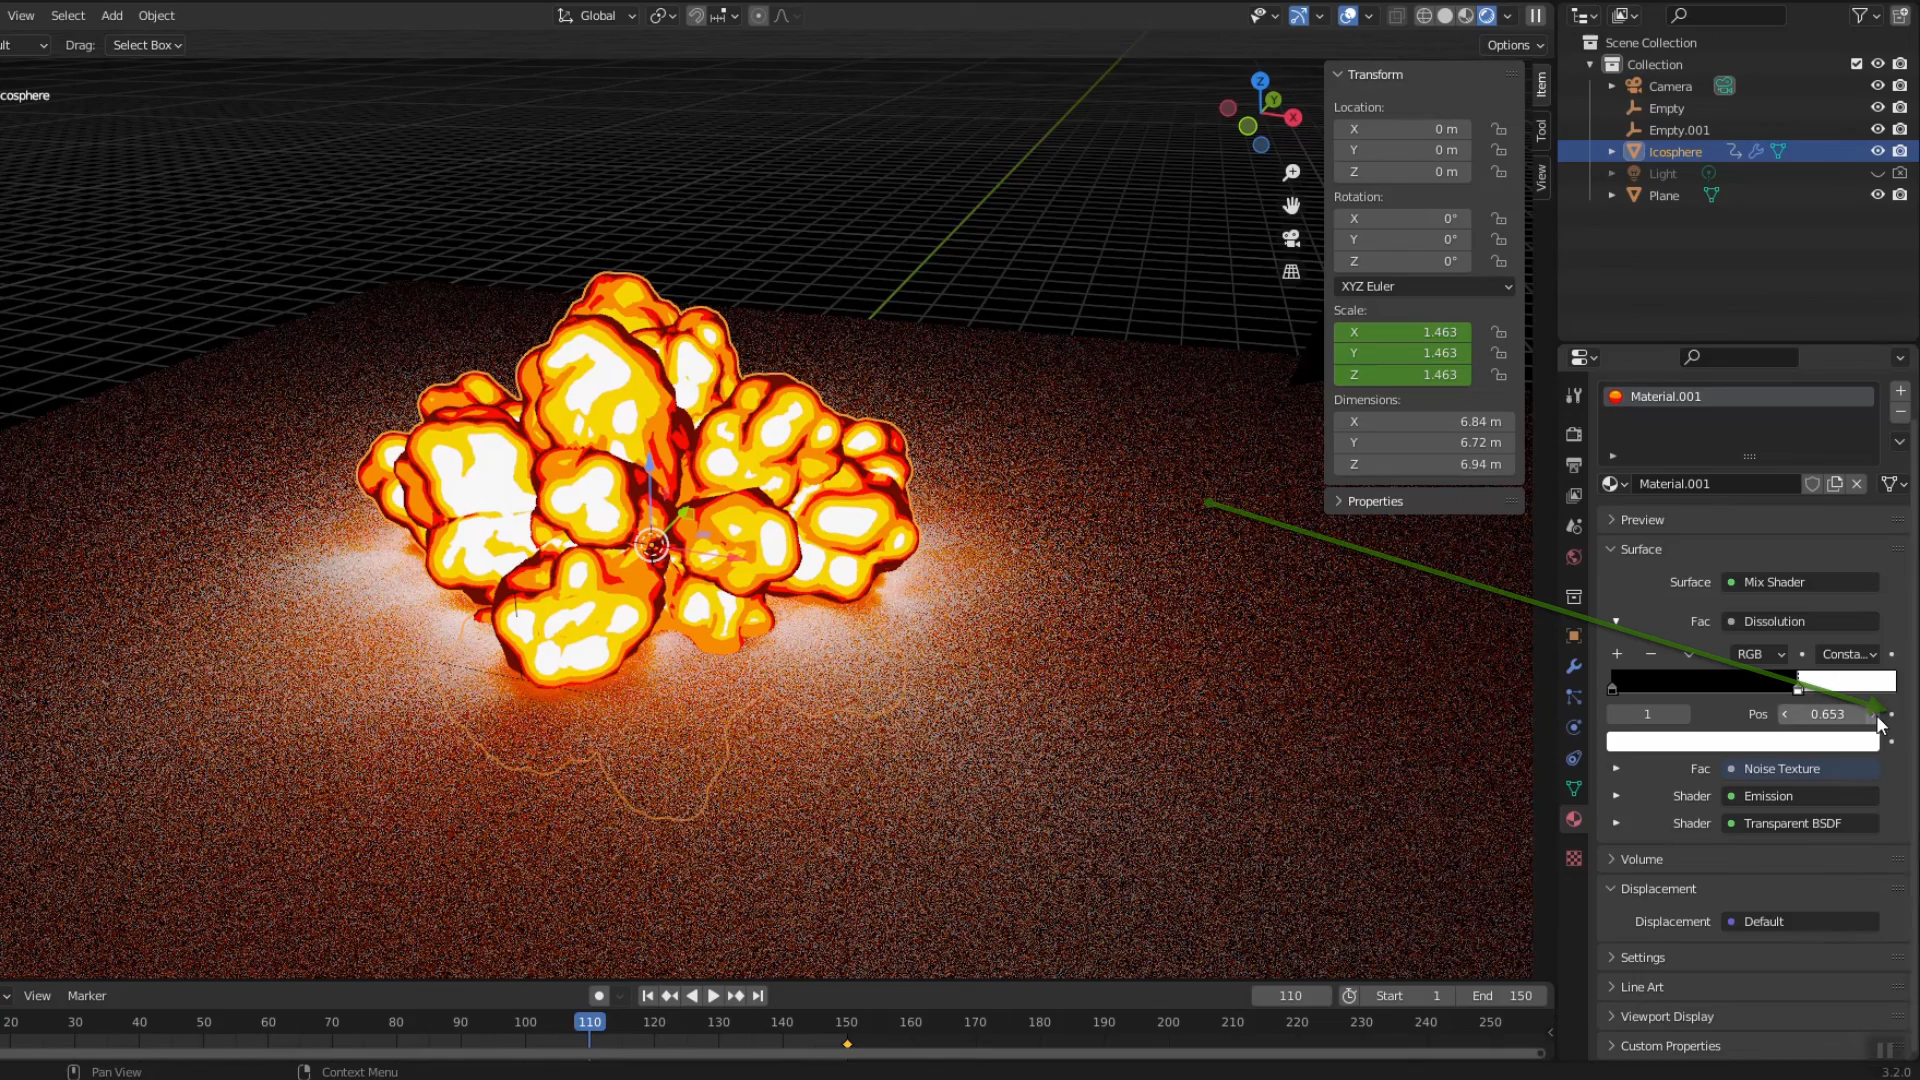 View Select Add Object Global
ult Drag: Select Box Options
cosphere
Z
Y
X
Transform
Location:
X 0 m
Y 0 m
Z 0 m
Rotation:
X 0°
Y 0°
Z 0°
XYZ Euler
Scale:
X 1.463
Y 1.463
Z 1.463
Dimensions:
X 6.84 m
Y 6.72 m
Z 6.94 m
Properties
Item
Tool
View
Scene Collection
Collection
Camera
Empty
Empty.001
Icosphere
Light
Plane
Material.001
Material.001
Preview
Surface
Surface Mix Shader
Fac Dissolution
RGB Consta...
1 Pos 0.653
Fac Noise Texture
Shader Emission
Shader Transparent BSDF
Volume
Displacement
Displacement Default
Settings
Line Art
Viewport Display
Custom Properties
View Marker 110 Start 1 End 150
20 30 40 50 60 70 80 90 100 110 120 130 140 150 160 170 180 190 200 210 220 230 240 250
Pan View Context Menu 3.2.0